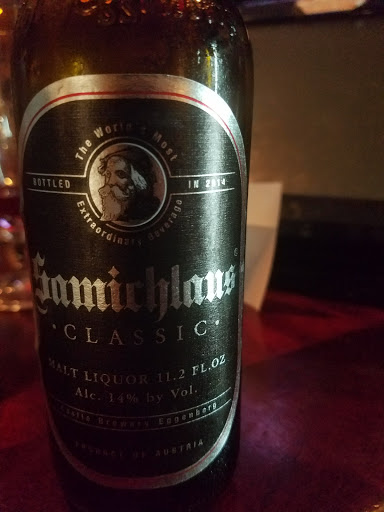 The World's Most
BOTTLED IN 2014
Extraordinary Beverage
Samichlaus®
·CLASSIC·
MALT LIQUOR 11.2 FL.OZ
Alc. 14% by Vol.
Castle Brewery Eggenberg
PRODUCT OF AUSTRIA